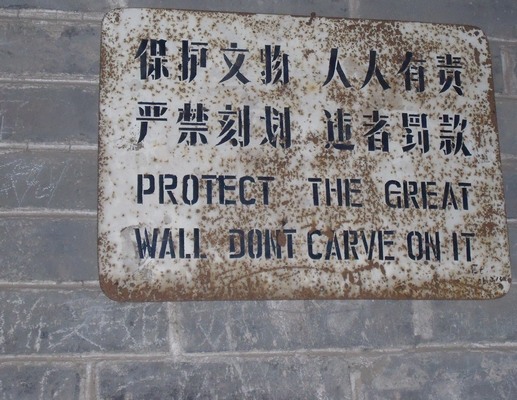 保护文物 人人有责
严禁刻划 违者罚款
PROTECT THE GREAT
WALL DONT CARVE ON IT